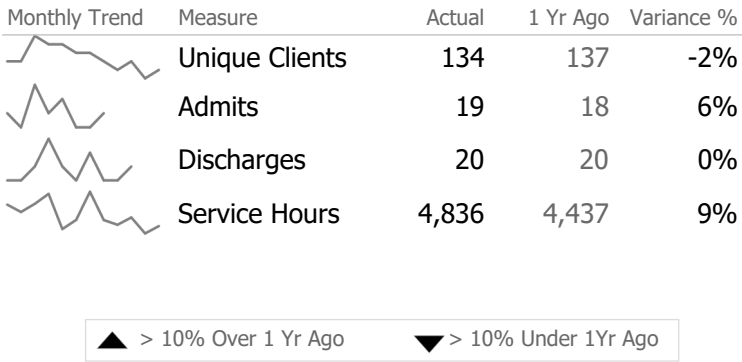 Monthly Trend Measure Actual 1 Yr Ago Variance %
Unique Clients 134 137 -2%
Admits 19 18 6%
Discharges 20 20 0%
Service Hours 4,836 4,437 9%
> 10% Over 1 Yr Ago > 10% Under 1Yr Ago